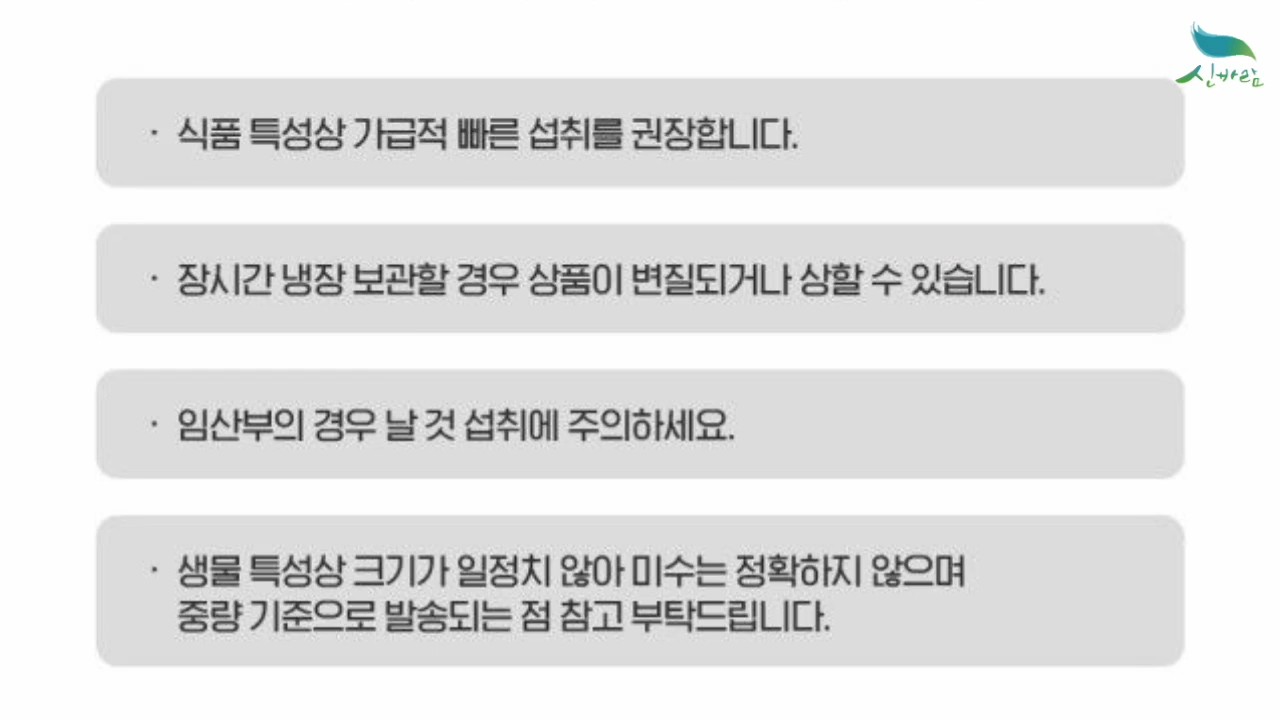 신바람
· 식품 특성상 가급적 빠른 섭취를 권장합니다.
· 장시간 냉장 보관할 경우 상품이 변질되거나 상할 수 있습니다.
· 임산부의 경우 날 것 섭취에 주의하세요.
· 생물 특성상 크기가 일정치 않아 미수는 정확하지 않으며
중량 기준으로 발송되는 점 참고 부탁드립니다.